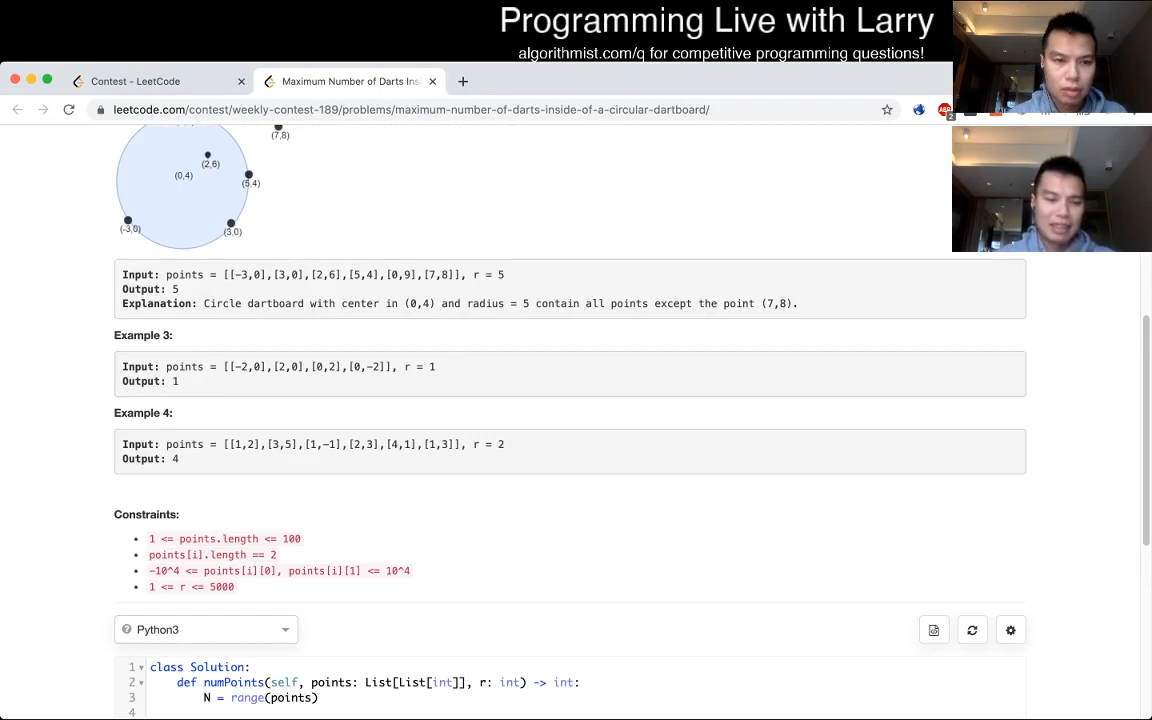 Programming Live with Larry
algorithmist.com/q for competitive programming questions!
Contest - LeetCode
Maximum Number of Darts Ins
leetcode.com/contest/weekly-contest-189/problems/maximum-number-of-darts-inside-of-a-circular-dartboard/
(7,8)
(2,6)
(0,4)
(5,4)
(-3,0)
(3,0)
Input: points = [[-3,0],[3,0],[2,6],[5,4],[0,9],[7,8]], r = 5
Output: 5
Explanation: Circle dartboard with center in (0,4) and radius = 5 contain all points except the point (7,8).
Example 3:
Input: points = [[-2,0],[2,0],[0,2],[0,-2]], r = 1
Output: 1
Example 4:
Input: points = [[1,2],[3,5],[1,-1],[2,3],[4,1],[1,3]], r = 2
Output: 4
Constraints:
1 <= points.length <= 100
points[i].length == 2
-10^4 <= points[i][0], points[i][1] <= 10^4
1 <= r <= 5000
Python3
1 class Solution:
2 def numPoints(self, points: List[List[int]], r: int) -> int:
3 N = range(points)
4